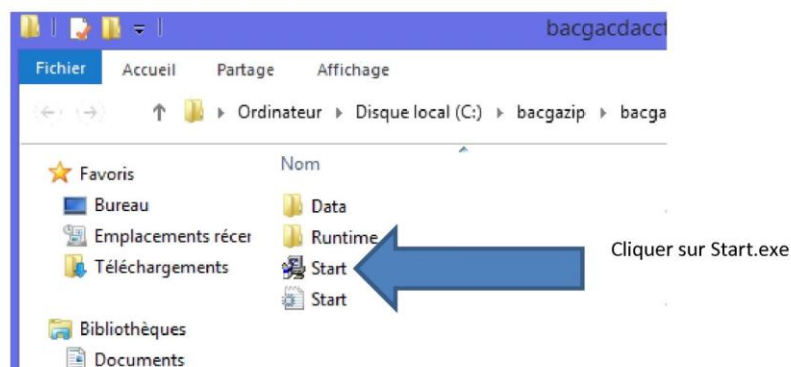 bacgacdacc
Fichier Accueil Partage Affichage
Ordinateur Disque local (C:) bacgazip bacga
Nom
Favoris
Bureau
Emplacements récer
Téléchargements
Bibliothèques
Documents
Data
Runtime
Start
Start
Cliquer sur Start.exe